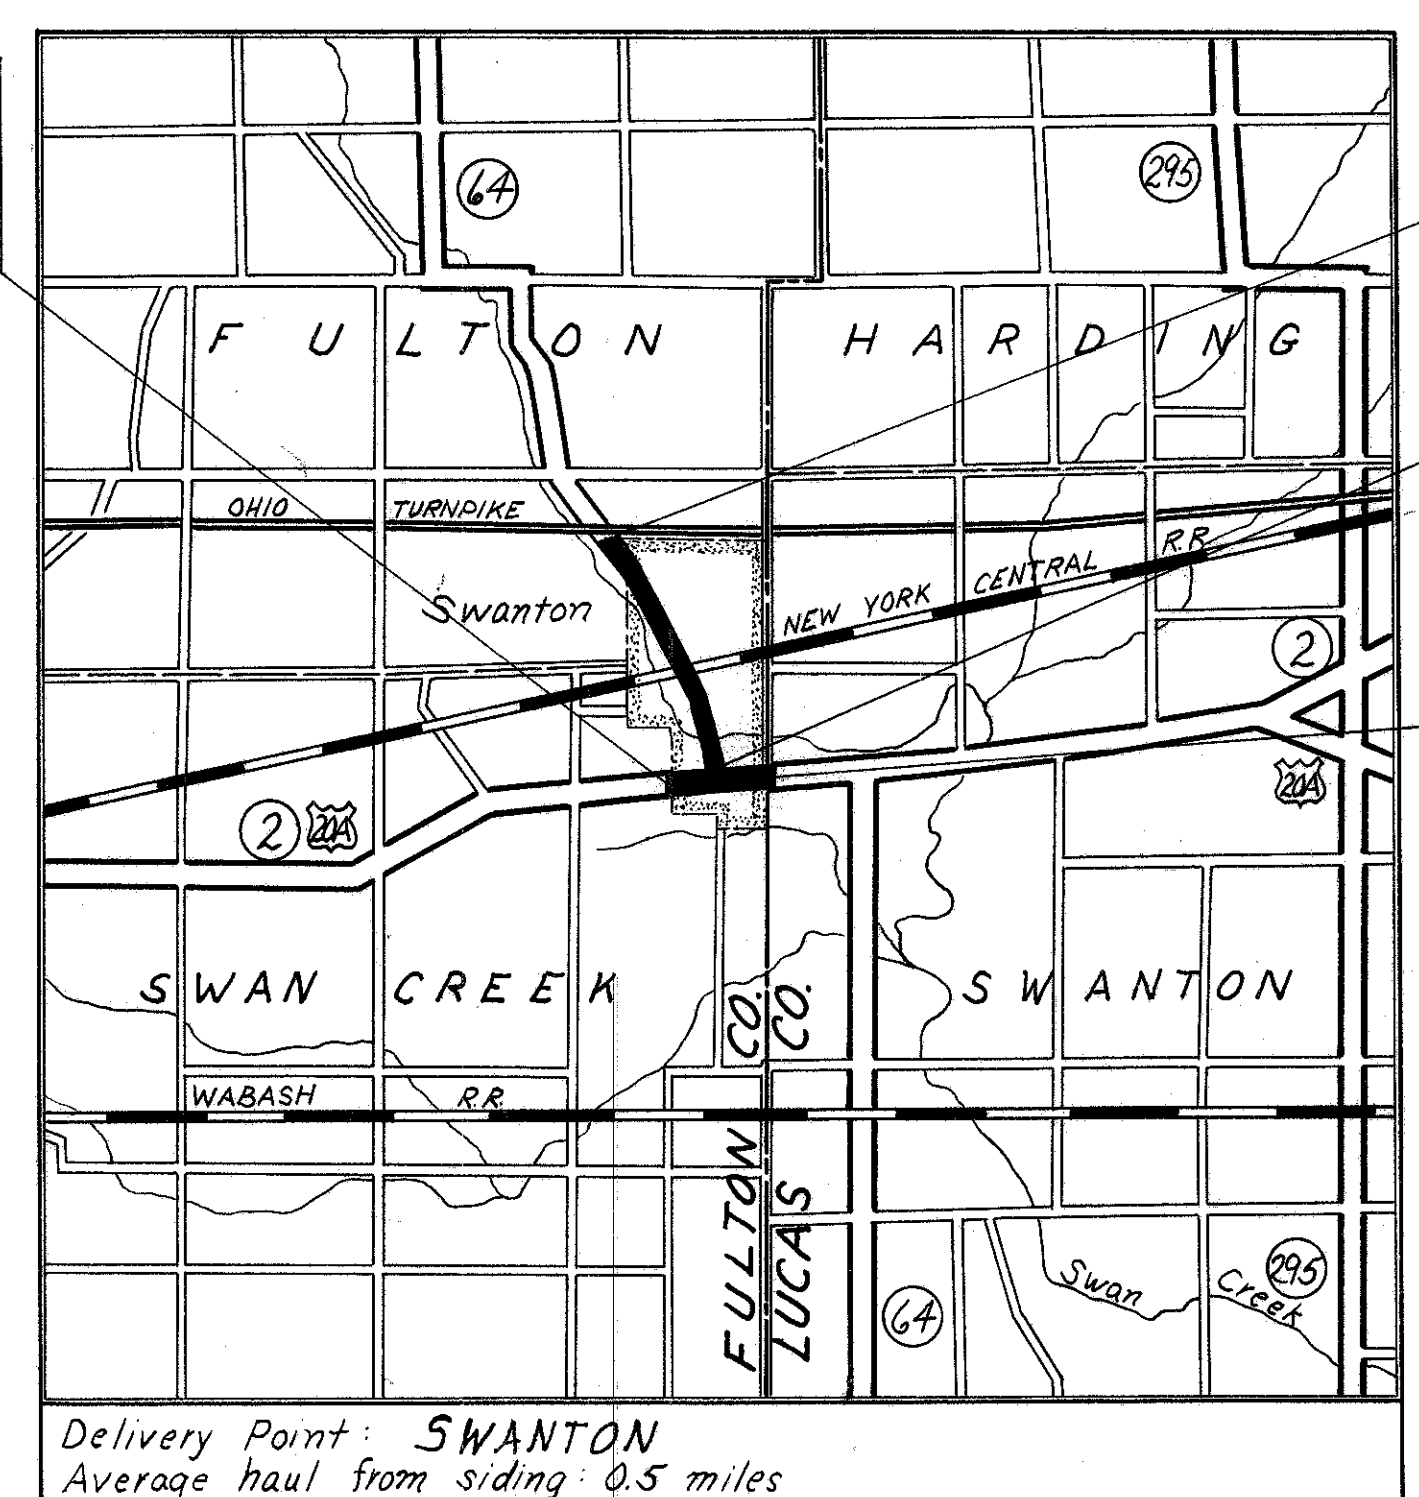 64
295
FULTON
HARDING
OHIO TURNPIKE
R.R.
NEW YORK CENTRAL
Swanton
2
2 20A
20A
SWAN CREEK
SWANTON
CO.
CO.
WABASH R.R.
FULTON
LUCAS
64
295
Swan Creek
Delivery Point: SWANTON
Average haul from siding: 0.5 miles